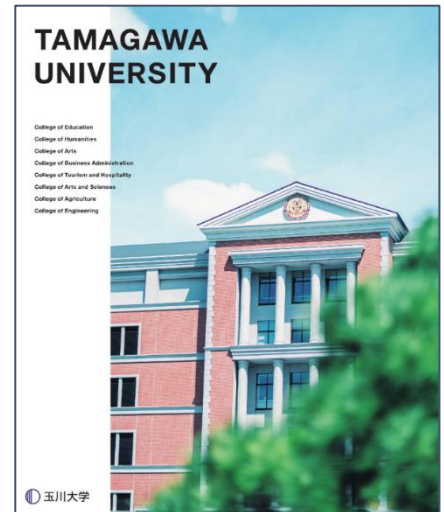 TAMAGAWA
UNIVERSITY
College of Education
College of Humanities
College of Arts
College of Business Administration
College of Tourism and Hospitality
College of Arts and Sciences
College of Agriculture
College of Engineering
玉川大学